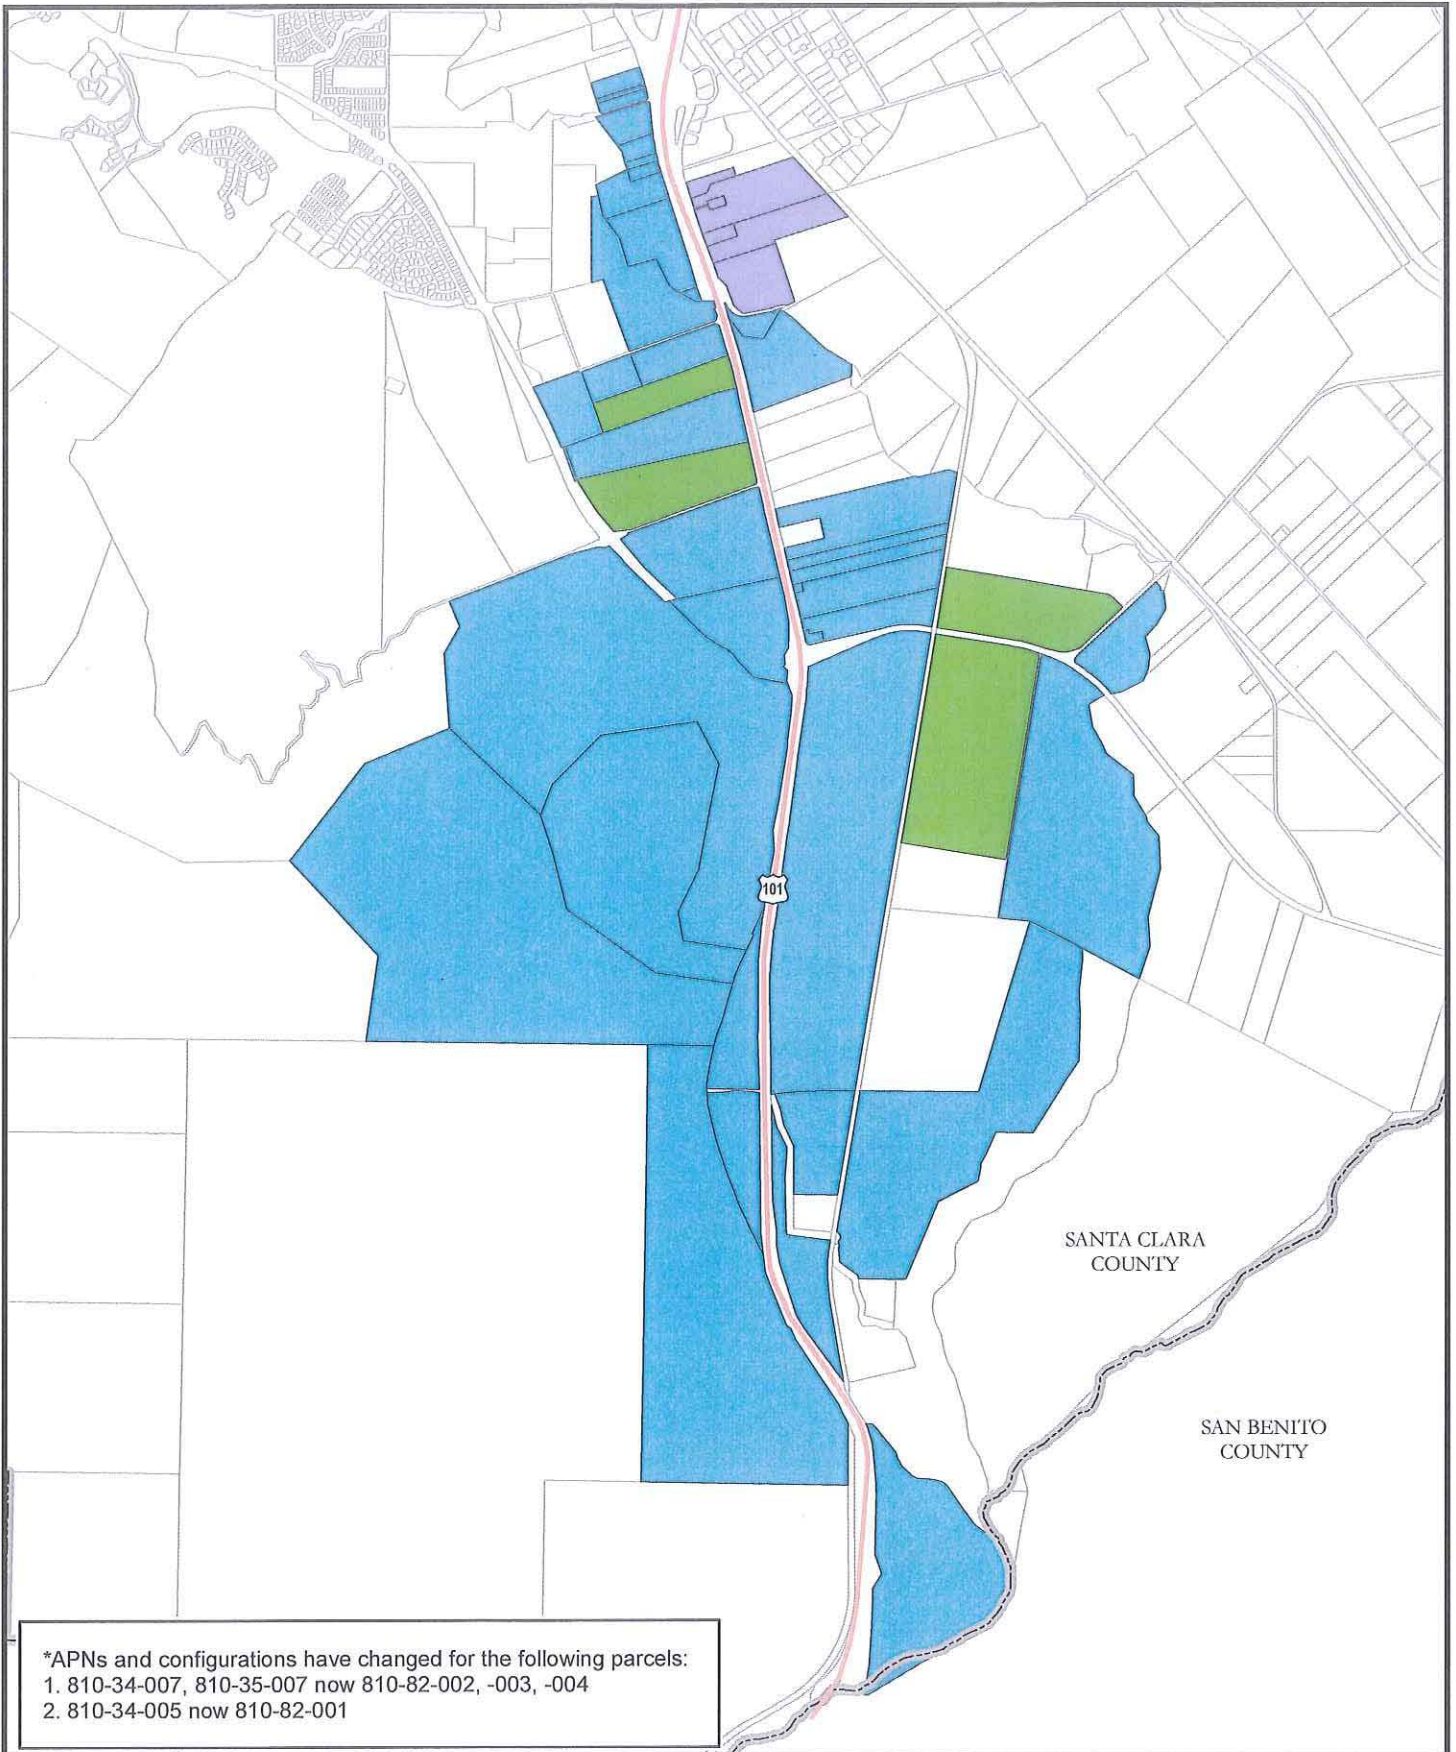 101
SANTA CLARA
COUNTY
SAN BENITO
COUNTY
*APNs and configurations have changed for the following parcels:
1. 810-34-007, 810-35-007 now 810-82-002, -003, -004
2. 810-34-005 now 810-82-001